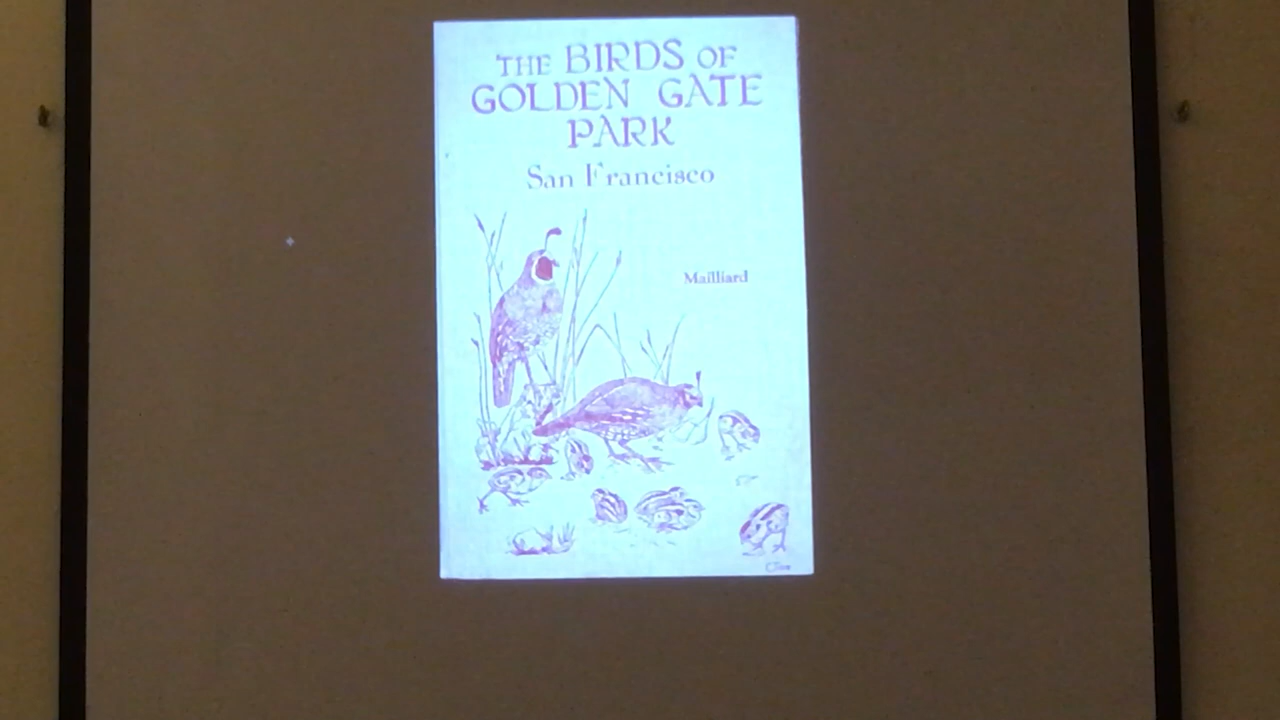 THE BIRDS OF
GOLDEN GATE
PARK
San Francisco
Mailliard